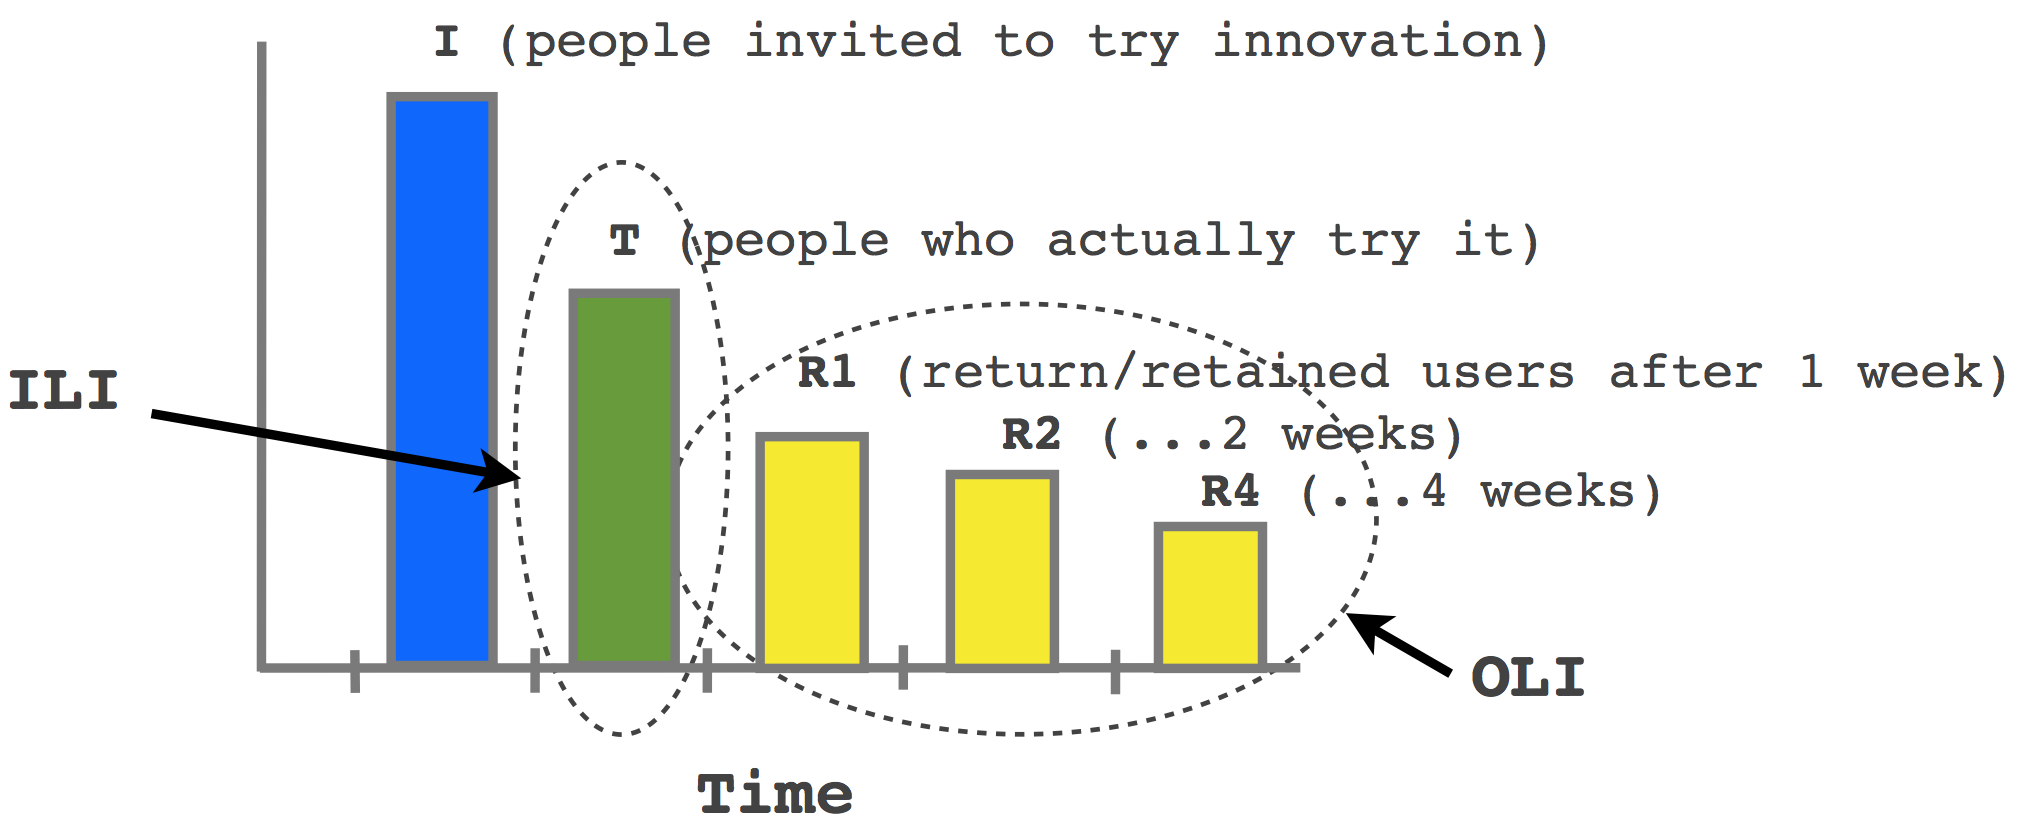 I (people invited to try innovation)
T (people who actually try it)
R1 (return/retained users after 1 week)
ILI
R2 (...2 weeks)
R4 (...4 weeks)
OLI
Time